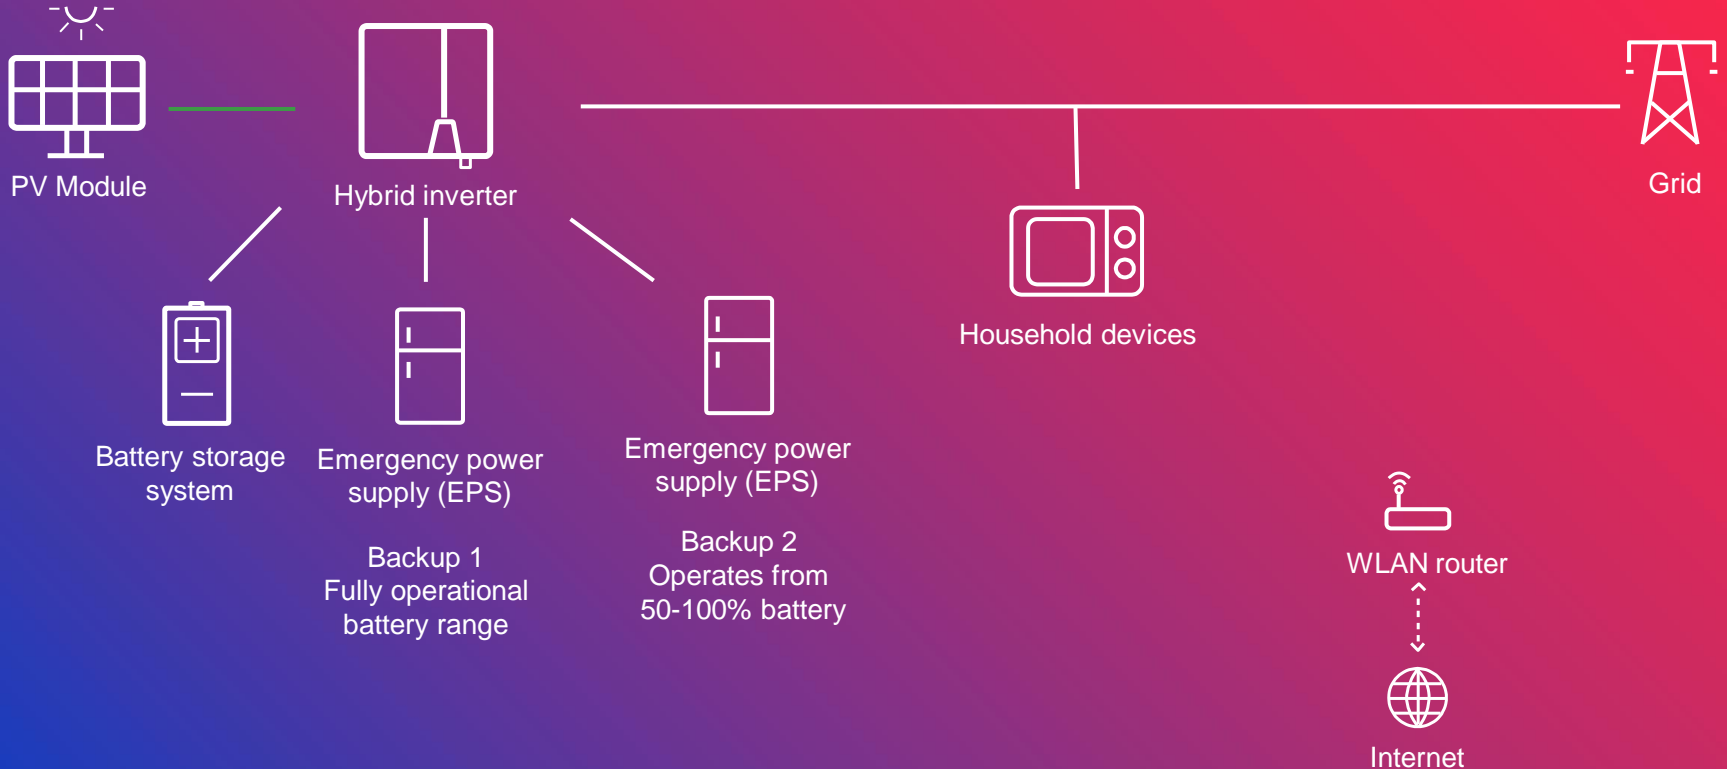 PV Module
Hybrid inverter
Grid
Household devices
Battery storage
system
Emergency power
supply (EPS)
Backup 1
Fully operational
battery range
Emergency power
supply (EPS)
Backup 2
Operates from
50-100% battery
WLAN router
Internet